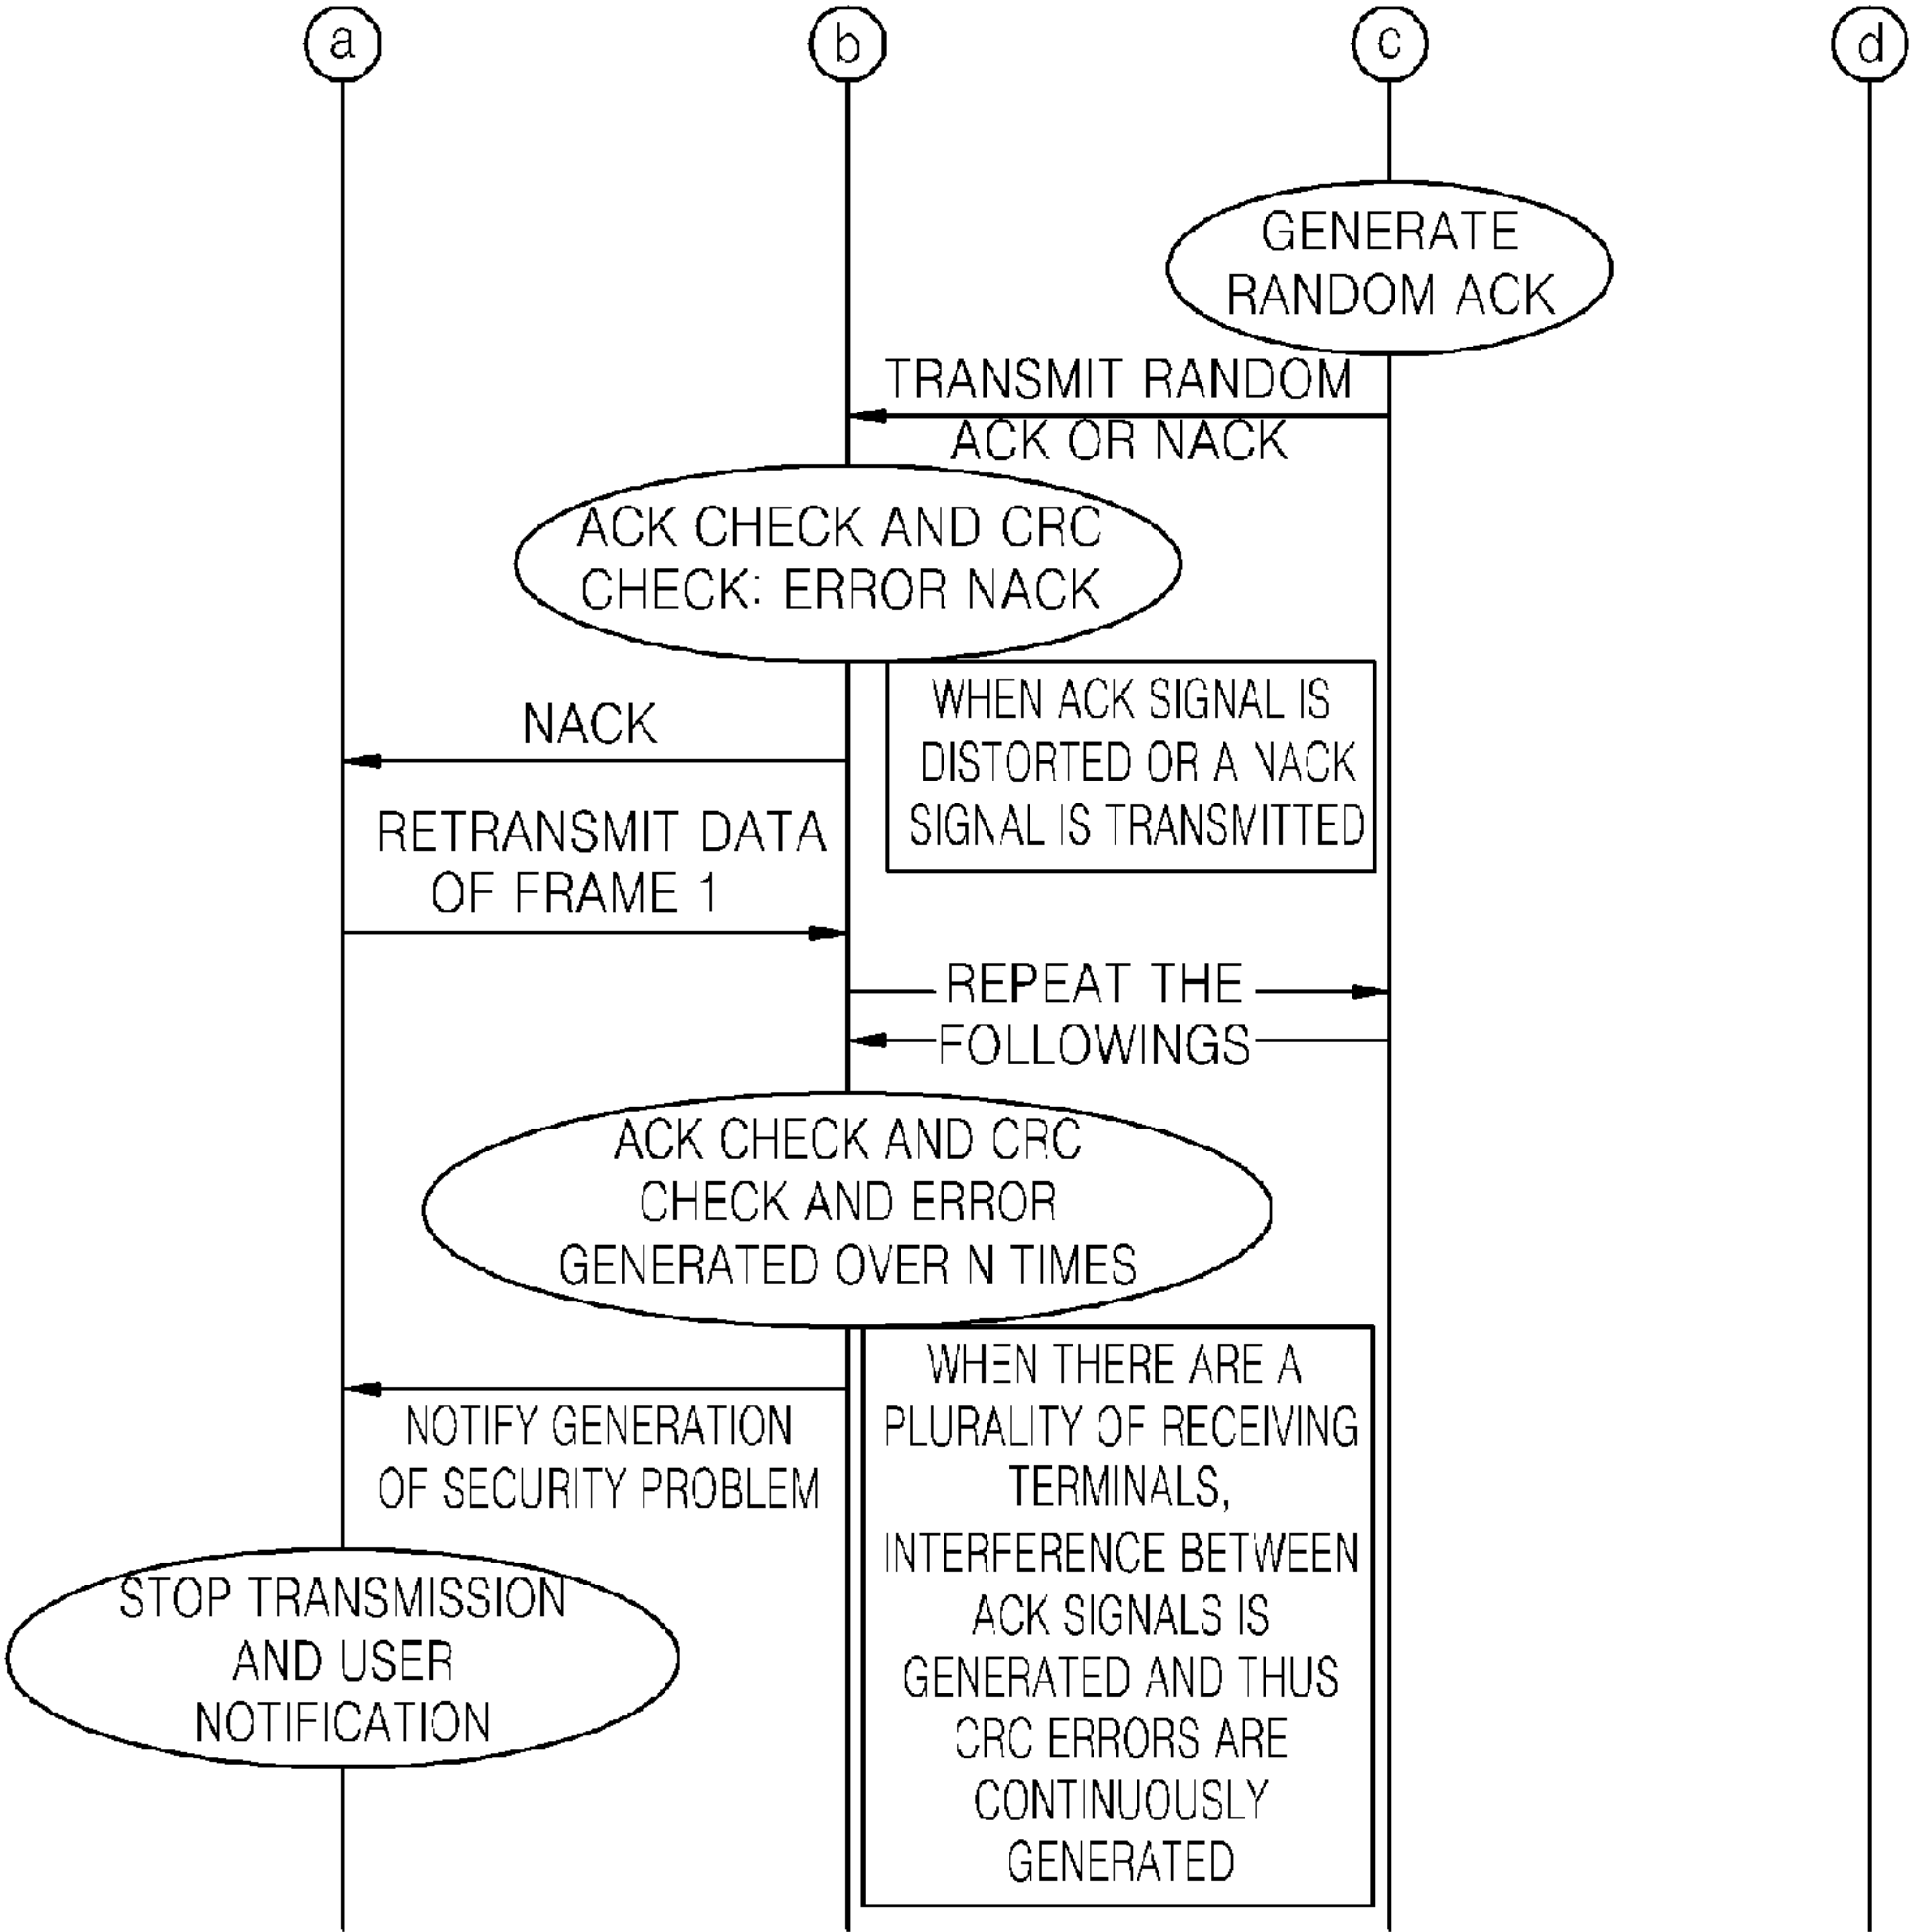 a
b
c
d
GENERATE
RANDOM ACK
TRANSMIT RANDOM
ACK OR NACK
ACK CHECK AND CRC
CHECK: ERROR NACK
WHEN ACK SIGNAL IS
DISTORTED OR A NACK
SIGNAL IS TRANSMITTED
NACK
RETRANSMIT DATA
OF FRAME 1
REPEAT THE
FOLLOWINGS
ACK CHECK AND CRC
CHECK AND ERROR
GENERATED OVER N TIMES
WHEN THERE ARE A
PLURALITY OF RECEIVING
TERMINALS,
INTERFERENCE BETWEEN
ACK SIGNALS IS
GENERATED AND THUS
CRC ERRORS ARE
CONTINUOUSLY
GENERATED
NOTIFY GENERATION
OF SECURITY PROBLEM
STOP TRANSMISSION
AND USER
NOTIFICATION